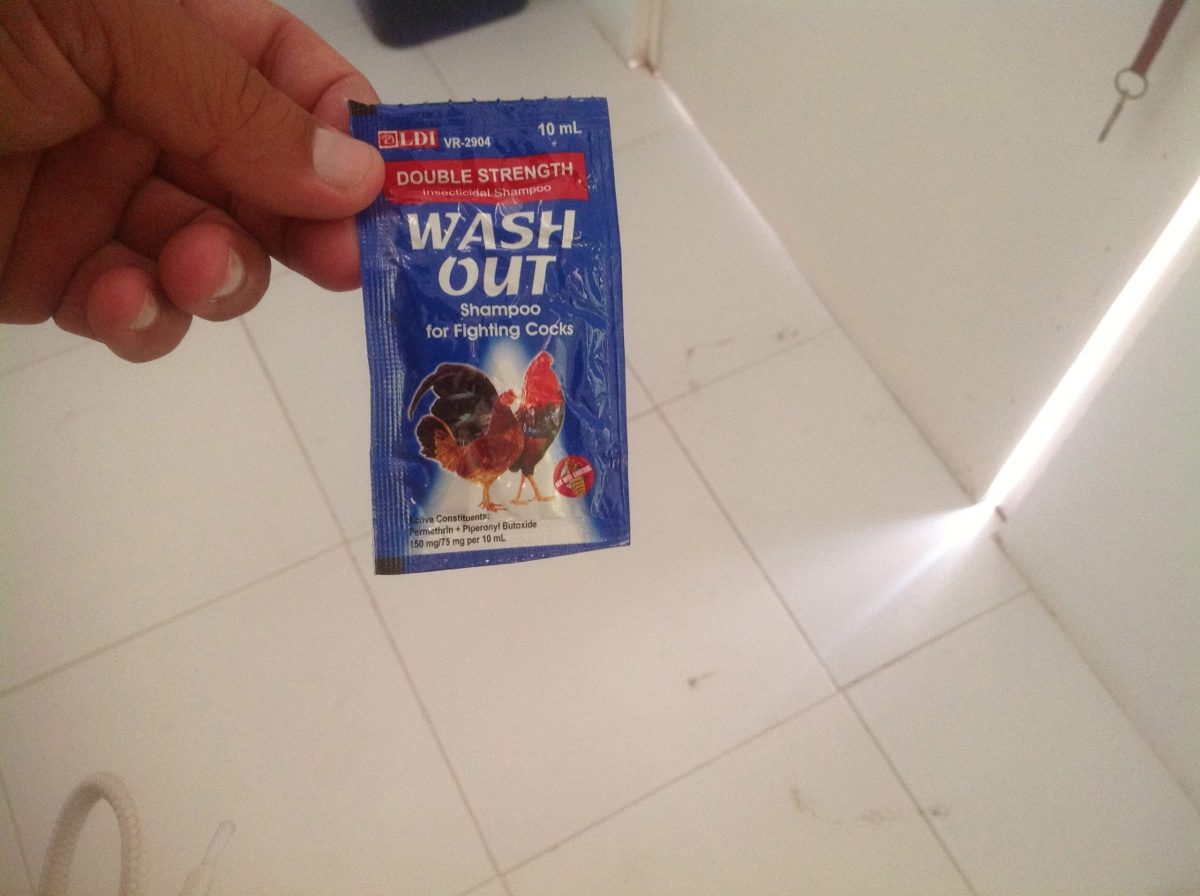 LDI VR-2904 10 mL
DOUBLE STRENGTH
Insecticidal Shampoo
WASH
OUT
Shampoo
for Fighting Cocks
Active Constituents:
Permethrin + Piperonyl Butoxide
150 mg/75 mg per 10 mL